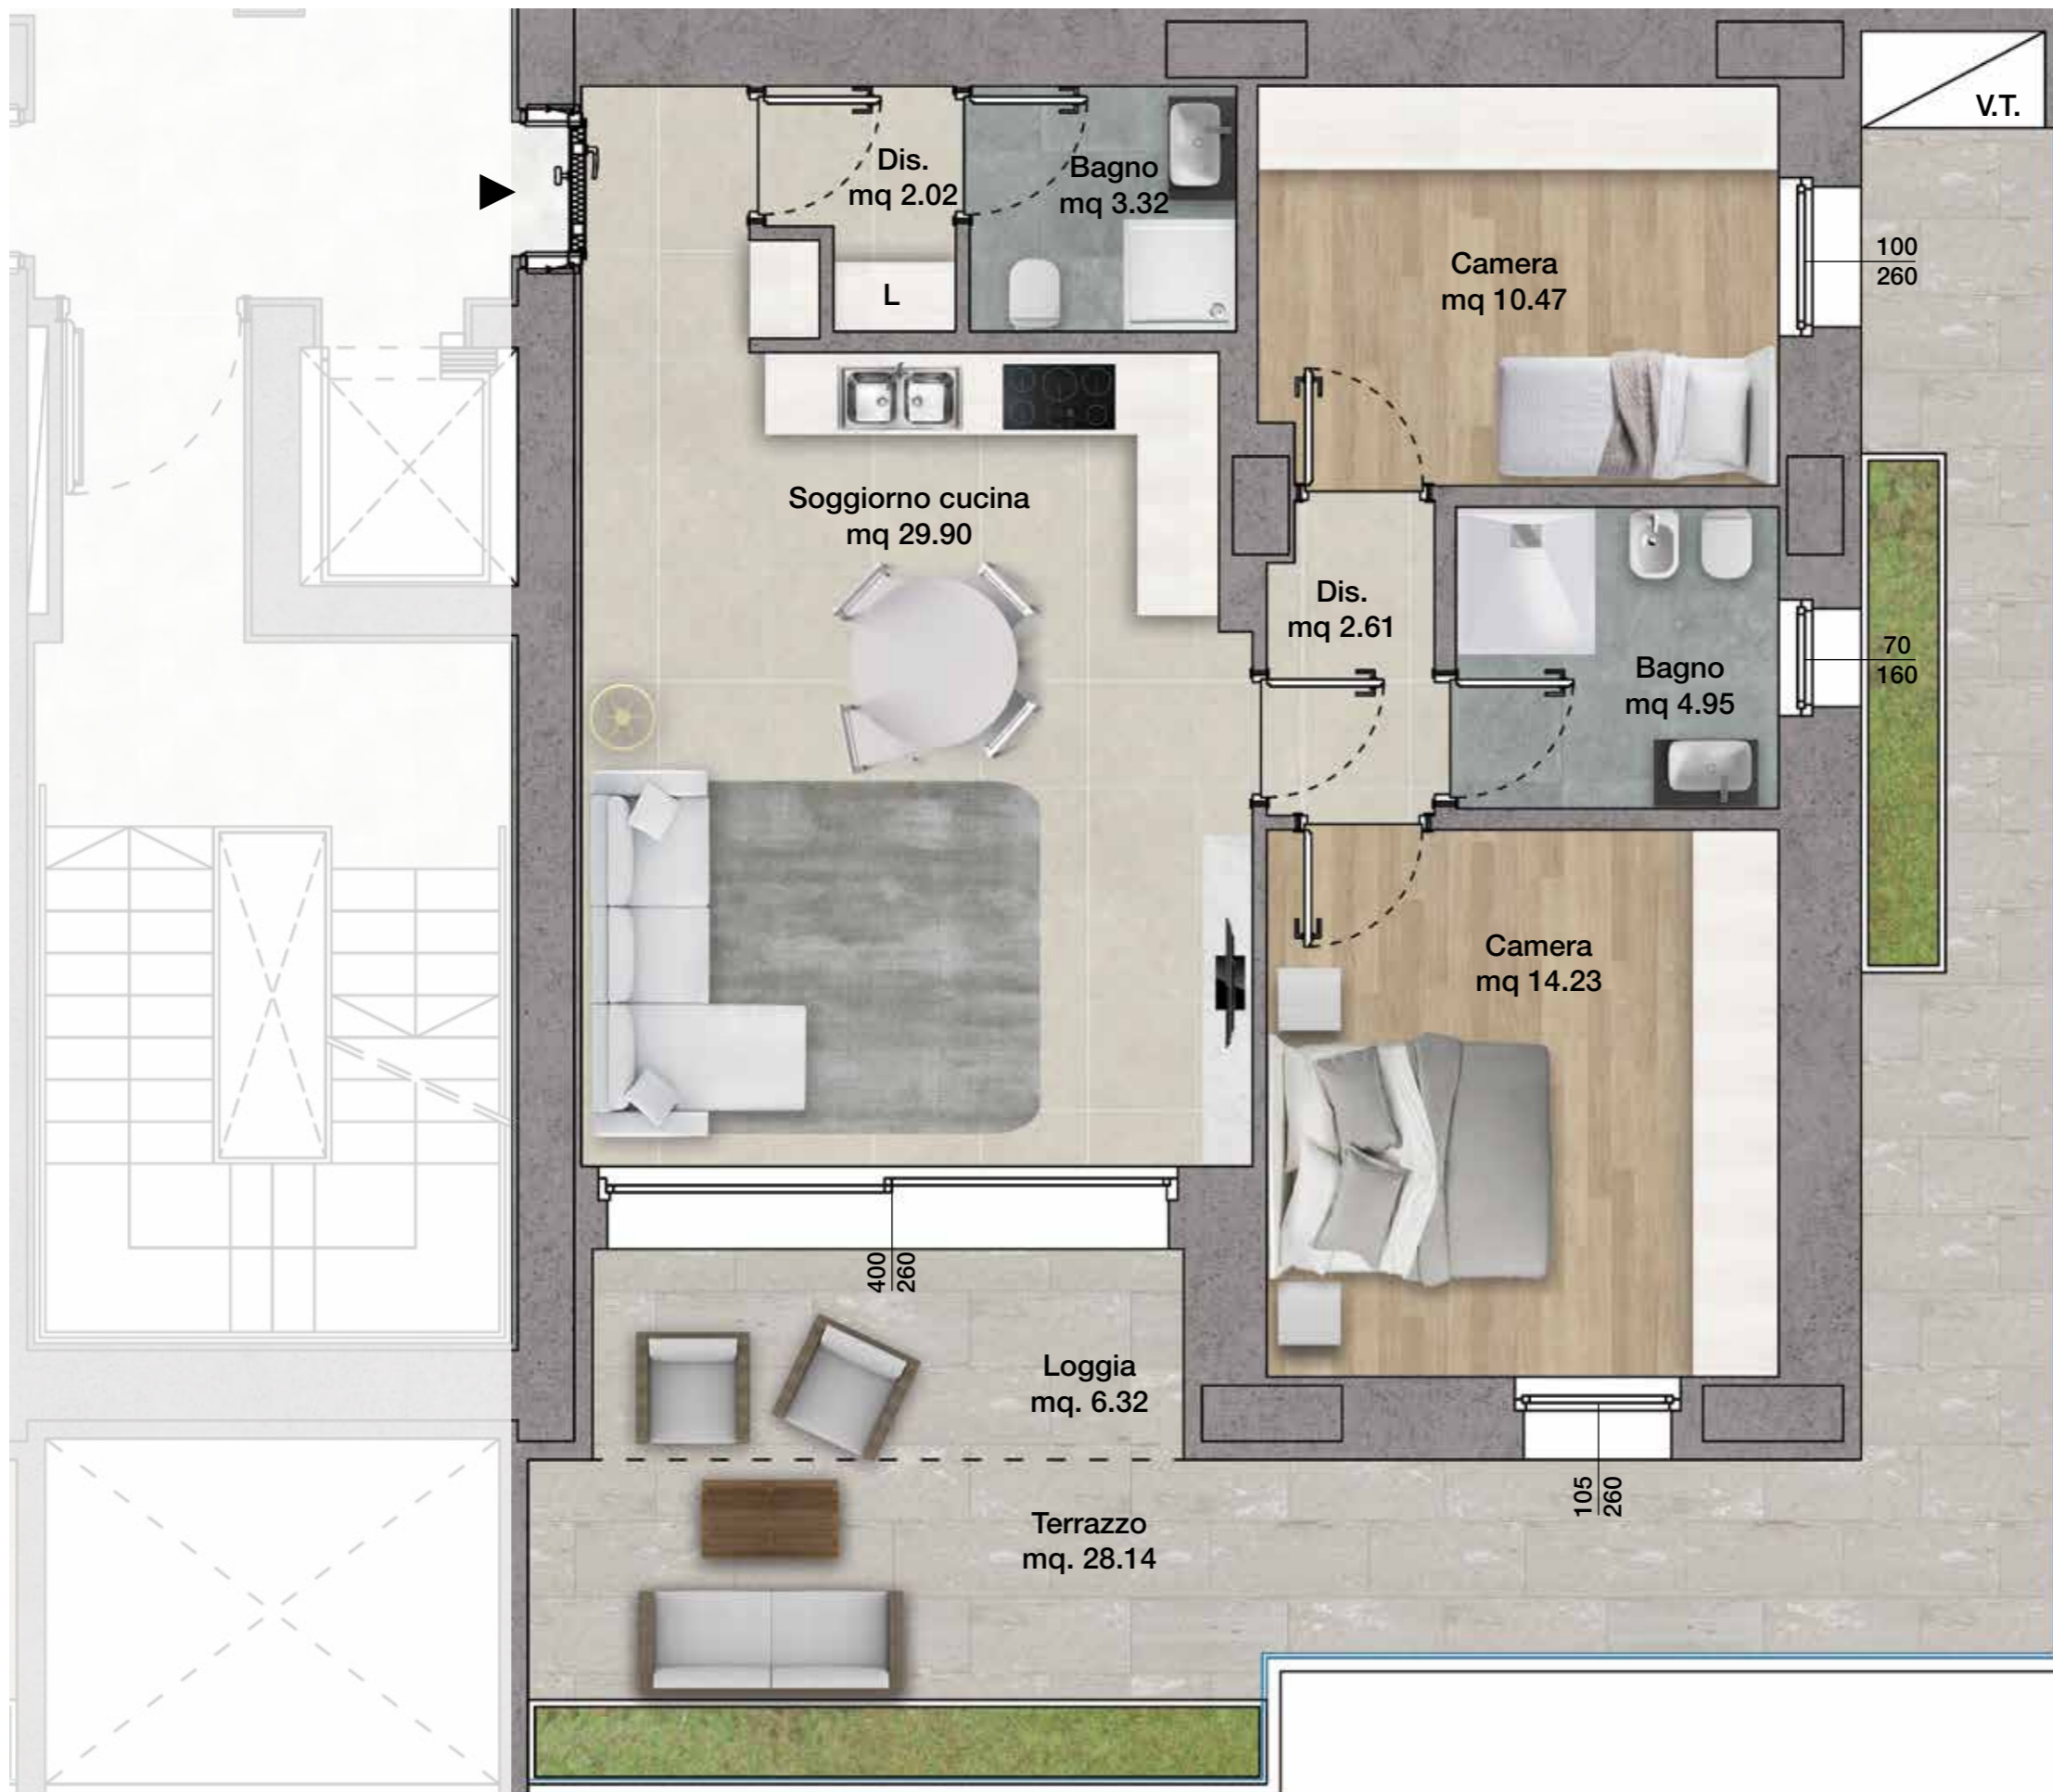 V.T.
Dis.
mq 2.02
Bagno
mq 3.32
L
Camera
mq 10.47
100
260
Soggiorno cucina
mq 29.90
Dis.
mq 2.61
Bagno
mq 4.95
70
160
Camera
mq 14.23
400
260
Loggia
mq. 6.32
105
260
Terrazzo
mq. 28.14